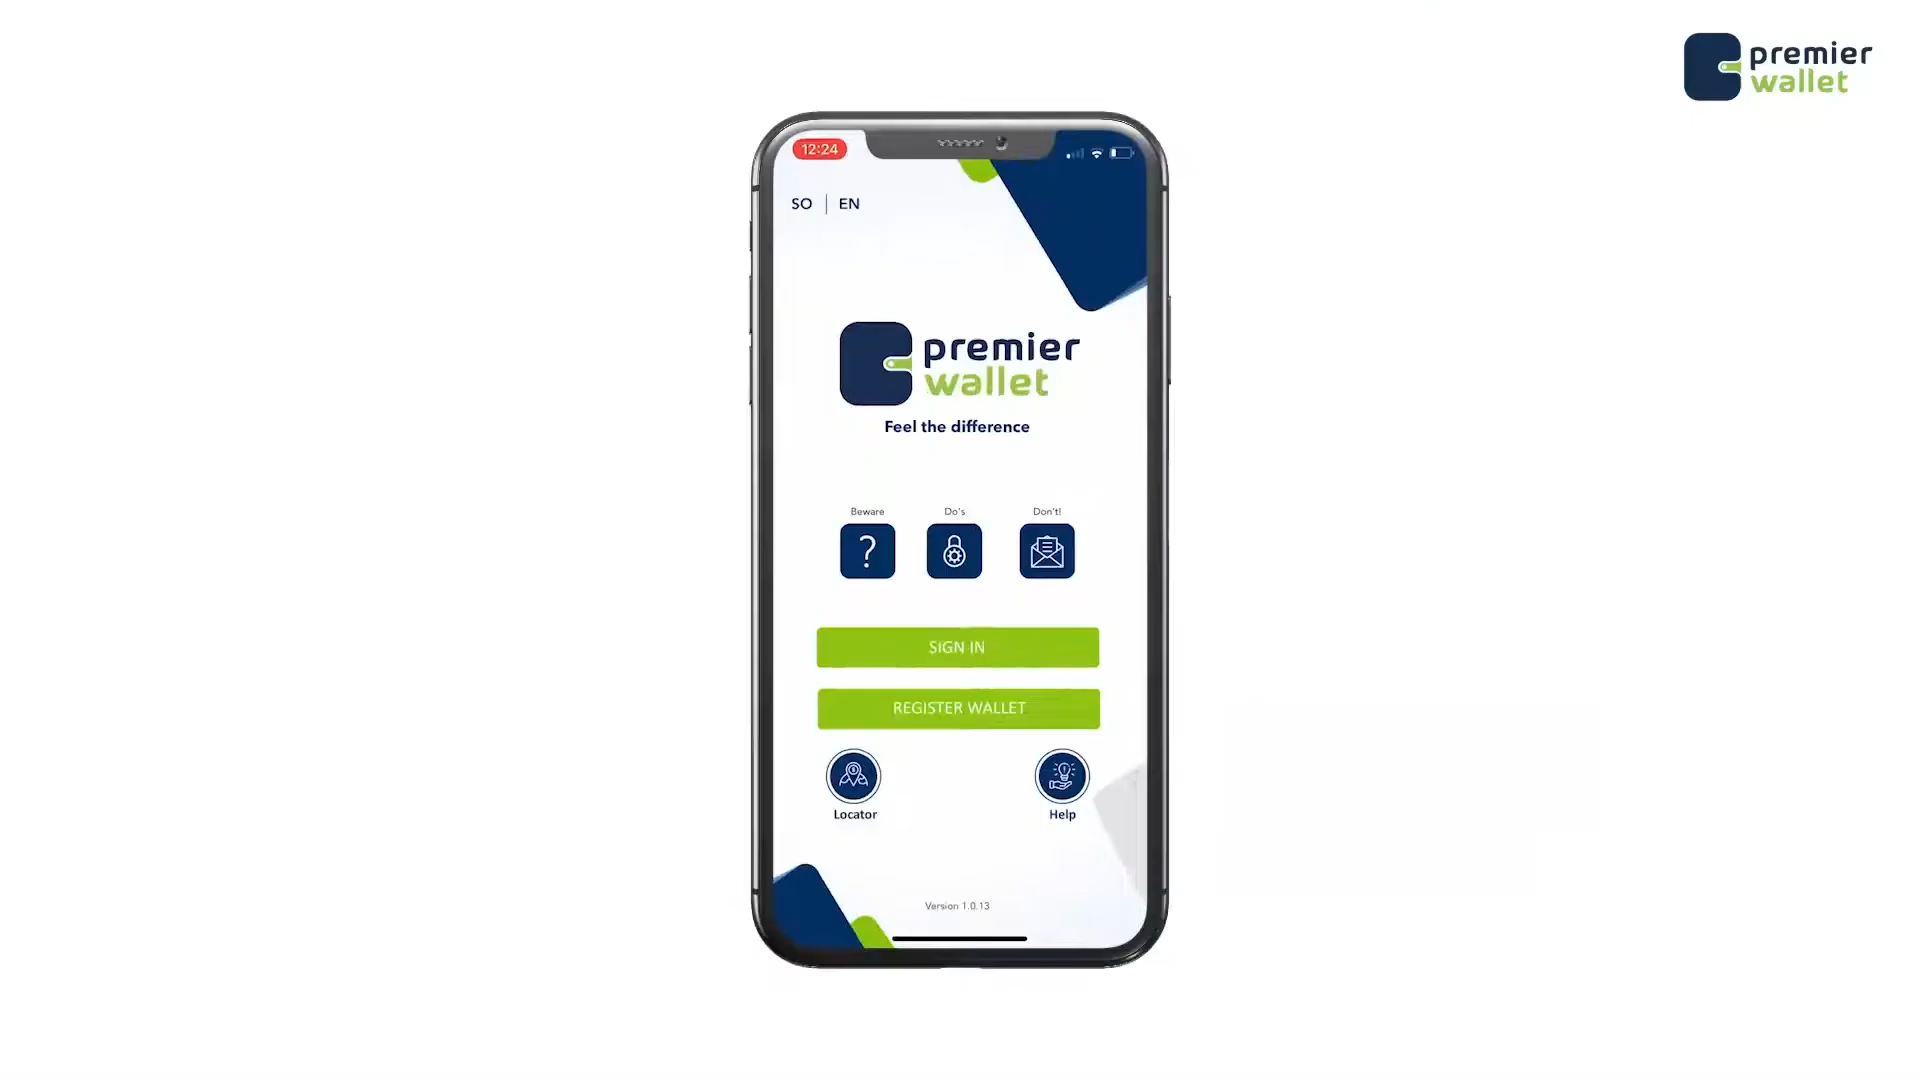 premier
wallet
12:24
SO | EN
premier
wallet
Feel the difference
Beware Do's Don't!
?
SIGN IN
REGISTER WALLET
Locator Help
Version 1.0.13